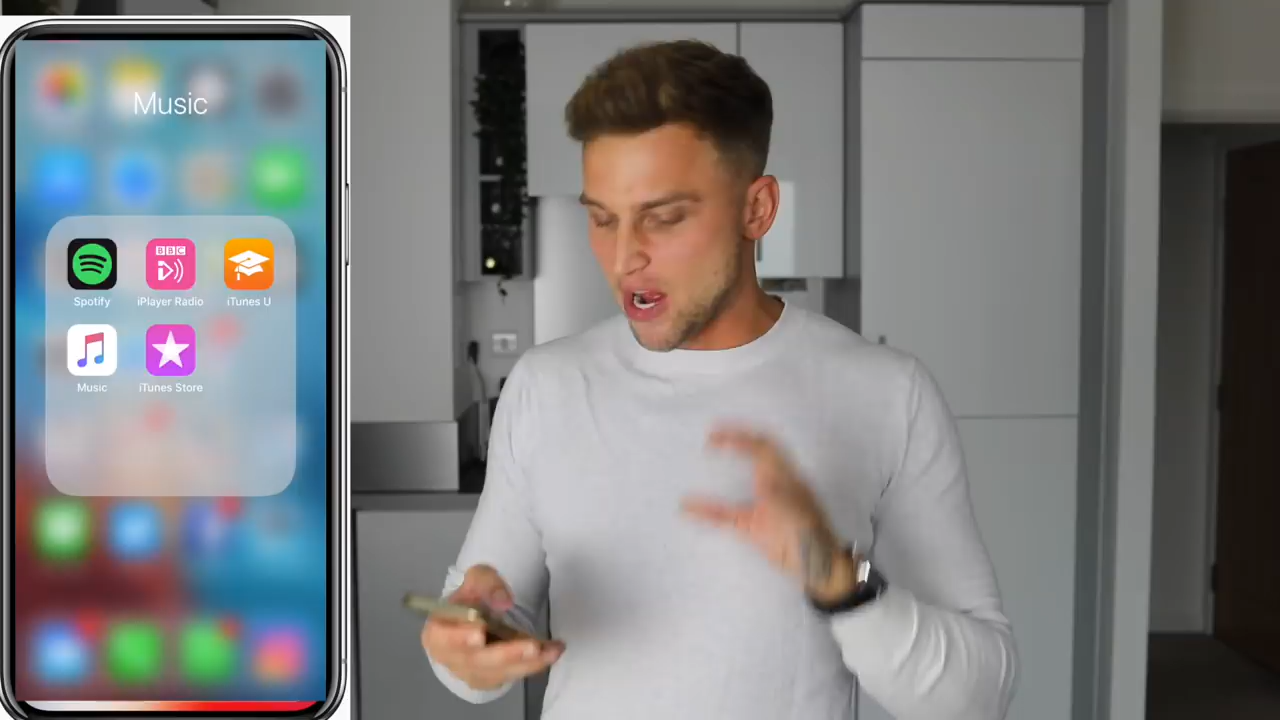 Music
BBC
Spotify
iPlayer Radio
iTunes U
Music
iTunes Store